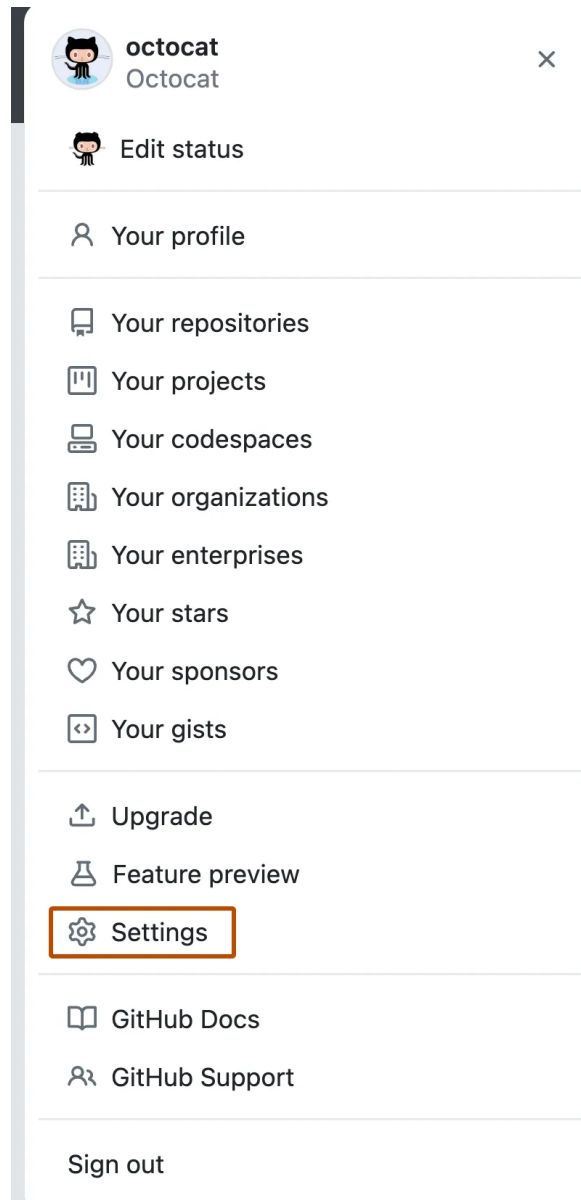 octocat
Octocat
Edit status
Your profile
Your repositories
Your projects
Your codespaces
Your organizations
Your enterprises
Your stars
Your sponsors
Your gists
Upgrade
Feature preview
Settings
GitHub Docs
GitHub Support
Sign out